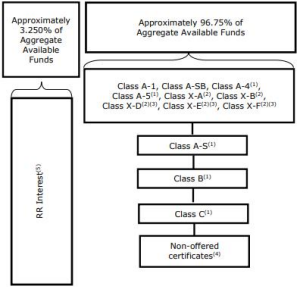 Approximately
3.250% of
Aggregate
Available
Funds
Approximately 96.75% of
Aggregate Available Funds
Class A-1, Class A-SB, Class A-4(1),
Class A-5(1), Class X-A(2), Class X-B(2),
Class X-D(2)(3), Class X-E(2)(3), Class X-F(2)(3)
RR Interest(5)
Class A-S(1)
Class B(1)
Class C(1)
Non-offered
certificates(4)